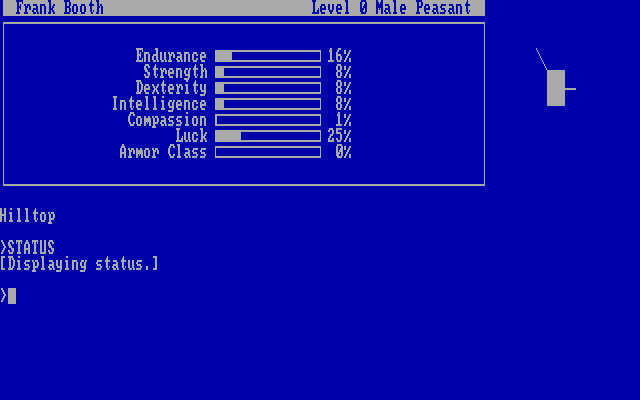 Frank Booth Level 0 Male Peasant
Endurance 16%
Strength 8%
Dexterity 8%
Intelligence 8%
Compassion 1%
Luck 25%
Armor Class 0%
Hilltop
>STATUS
[Displaying status.]
>